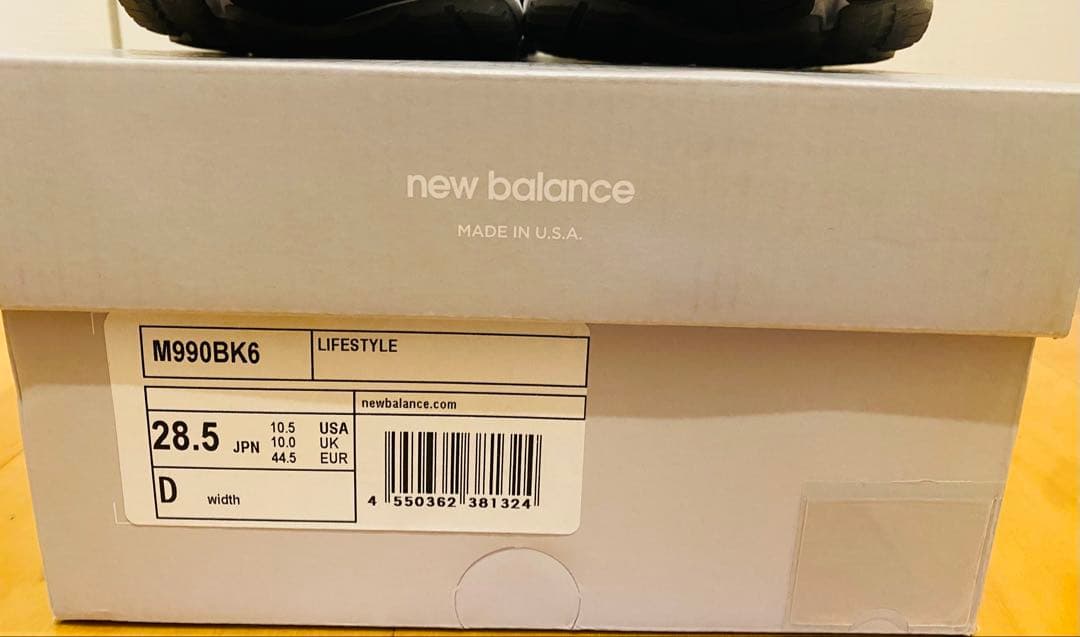 new balance
MADE IN U.S.A.
M990BK6
LIFESTYLE
newbalance.com
28.5 JPN
10.5 USA
10.0 UK
44.5 EUR
D width
4 550362 381324